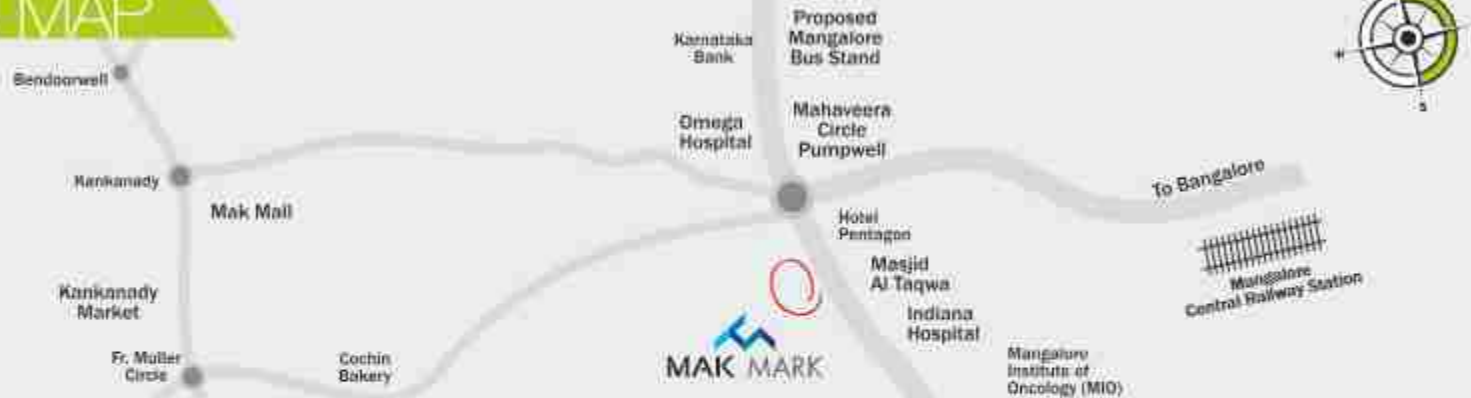 MAP
Bendoorwell
Kankanady
Mak Mall
Kankanady
Market
Fr. Muller
Circle
Cochin
Bakery
Karnataka
Bank
Proposed
Mangalore
Bus Stand
Omega
Hospital
Mahaveera
Circle
Pumpwell
Hotel
Pentagon
Masjid
Al Taqwa
Indiana
Hospital
MAK MARK
Mangalore
Institute of
Oncology (MIO)
To Bangalore
Mangalore
Central Railway Station
S